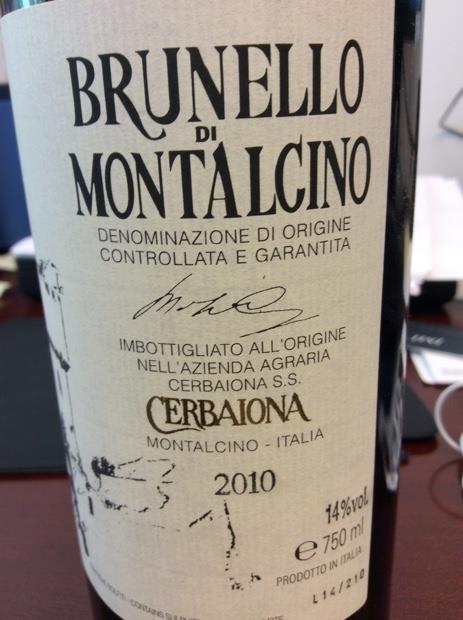 BRUNELLO
DI
MONTALCINO
DENOMINAZIONE DI ORIGINE
CONTROLLATA E GARANTITA
IMBOTTIGLIATO ALL'ORIGINE
NELL'AZIENDA AGRARIA
CERBAIONA S.S.
CERBAIONA
MONTALCINO - ITALIA
2010
14%vol.
e 750 ml
PRODOTTO IN ITALIA
L14/210